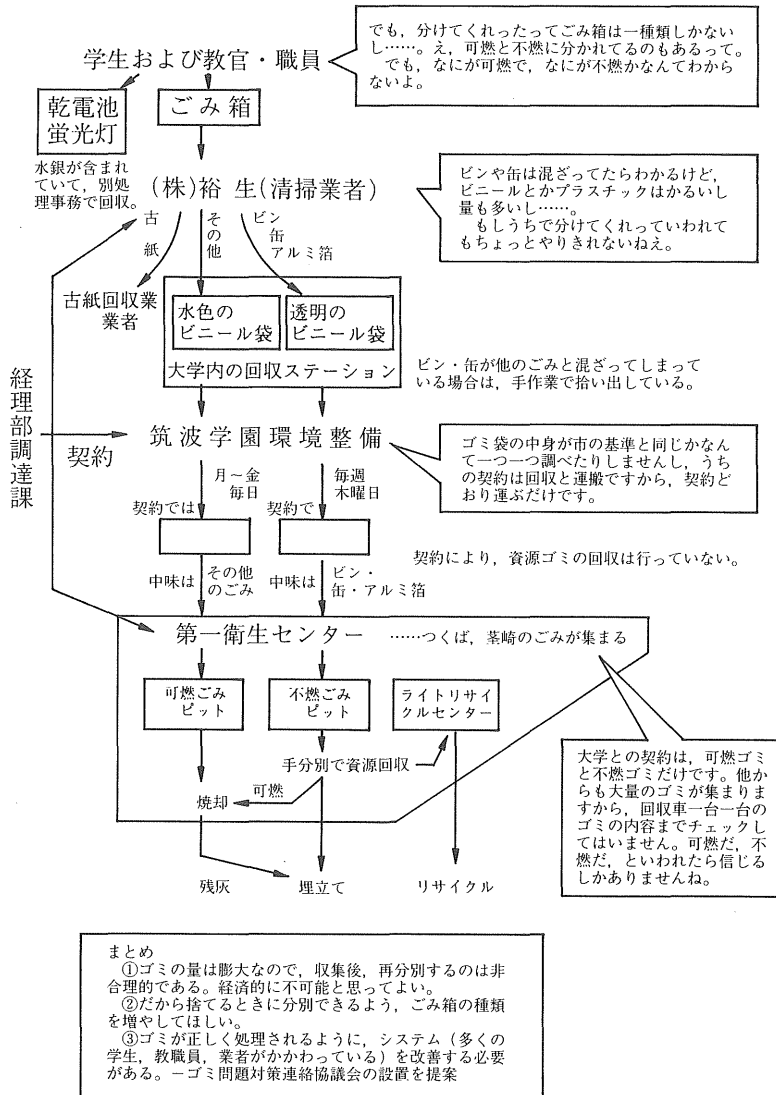 でも，分けてくれったってごみ箱は一種類しかない
し……。え，可燃と不燃に分かれてるのもあるって。
でも，なにが可燃で，なにが不燃かなんてわから
ないよ。
学生および教官・職員
乾電池
蛍光灯
ごみ箱
水銀が含まれ
ていて，別処
理事務で回収。
(株)裕 生(清掃業者)
ビンや缶は混ざってたらわかるけど，
ビニールとかプラスチックはかるいし
量も多いし……。
もしうちで分けてくれっていわれて
もちょっとやりきれないねえ。
古紙
その他
ビン
缶
アルミ箔
古紙回収業
業者
水色の
ビニール袋
透明の
ビニール袋
大学内の回収ステーション
ビン・缶が他のごみと混ざってしまって
いる場合は，手作業で拾い出している。
経理部調達課
契約
筑波学園環境整備
ゴミ袋の中身が市の基準と同じかなん
て一つ一つ調べたりしませんし，うち
の契約は回収と運搬ですから，契約ど
おり運ぶだけです。
月〜金
毎日
毎週
木曜日
契約では
契約で
契約により，資源ゴミの回収は行っていない。
中味は
その他
のごみ
中味は
ビン・
缶・アルミ箔
第一衛生センター
……つくば，茎崎のごみが集まる
可燃ごみ
ピット
不燃ごみ
ピット
ライトリサイ
クルセンター
手分別で資源回収
可燃
焼却
大学との契約は，可燃ゴミ
と不燃ゴミだけです。他か
らも大量のゴミが集まりま
すから，回収車一台一台の
ゴミの内容までチェックし
てはいません。可燃だ，不
燃だ，といわれたら信じる
しかありませんね。
残灰
埋立て
リサイクル
まとめ
①ゴミの量は膨大なので，収集後，再分別するのは非
合理的である。経済的に不可能と思ってよい。
②だから捨てるときに分別できるよう，ごみ箱の種類
を増やしてほしい。
③ゴミが正しく処理されるように，システム（多くの
学生，教職員，業者がかかわっている）を改善する必要
がある。－ゴミ問題対策連絡協議会の設置を提案